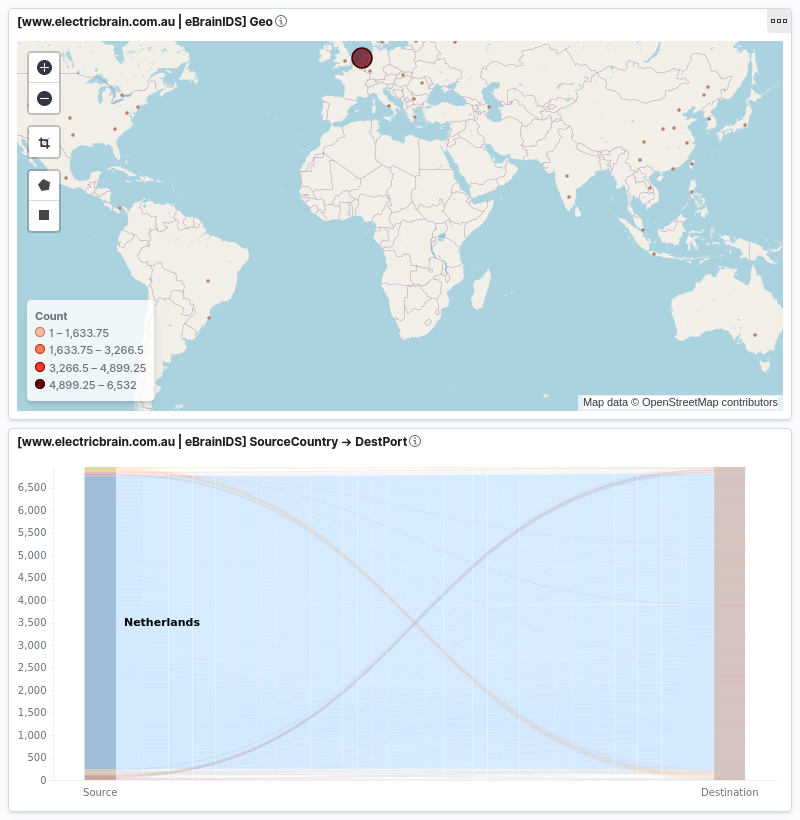 [www.electricbrain.com.au | eBrainIDS] Geo
Count
1 – 1,633.75
1,633.75 – 3,266.5
3,266.5 – 4,899.25
4,899.25 – 6,532
Map data © OpenStreetMap contributors
[www.electricbrain.com.au | eBrainIDS] SourceCountry → DestPort
6,500
6,000
5,500
5,000
4,500
4,000
3,500
3,000
2,500
2,000
1,500
1,000
500
0
Netherlands
Source
Destination